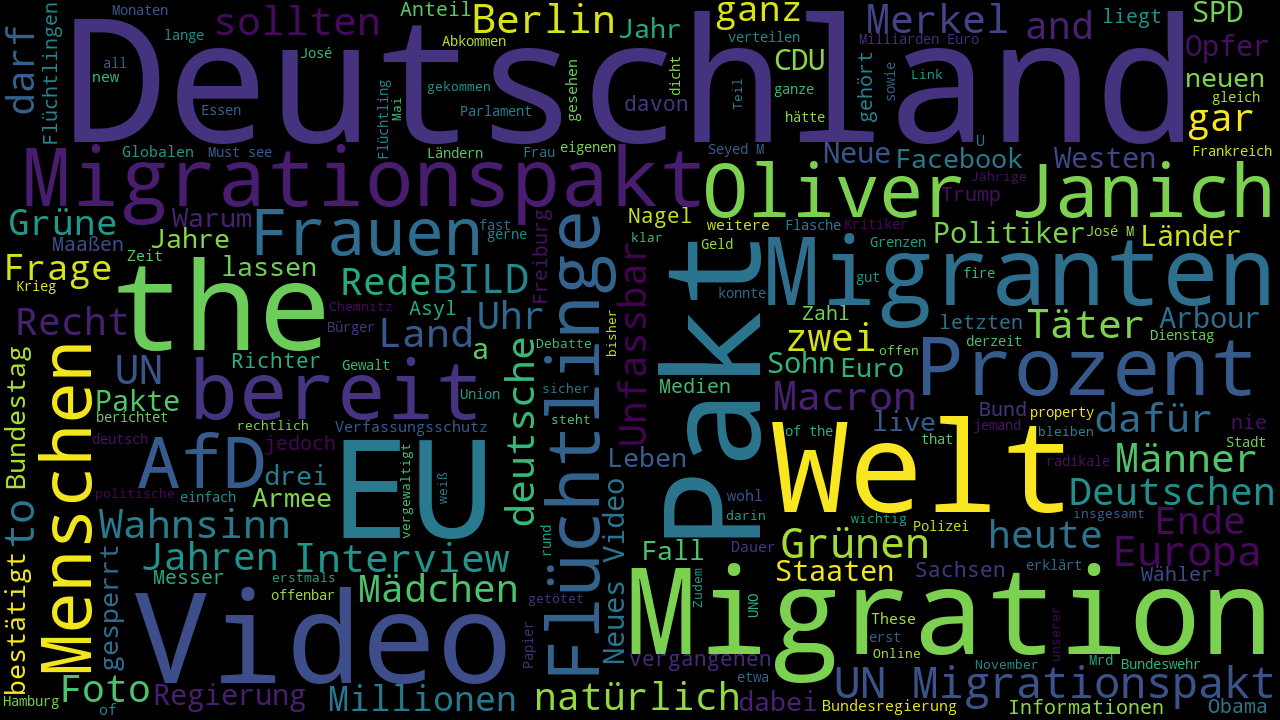 Monaten
sollten
Anteil
Berlin
ganz
Merkel
and
liegt
SPD
darf
Flüchtlingen
lange
José
Abkommen
Jahr
verteilen
Milliarden Euro
Opfer
all
new
Deutschland
gekommen
gesehen
dicht
CDU
gehört
sowie
Link
neuen
Essen
Flüchtling
Mai
Parlament
davon
Teil
ganze
hätte
gleich
gar
Globalen
Must see
Ländern
Frau
eigenen
Seyed M
Neue
Facebook
U
Westen
Frankreich
Migrationspakt
Oliver Janich
Jährige
Trump
Grüne
Warum
Frauen
fast
gerne
Nagel
weitere
Flasche
Kritiker
Politiker
José M
Länder
Maaßen
Jahre
Freiburg
klar
Geld
Grenzen
Frage
Zeit
lassen
Rede
BILD
Flüchtlinge
Unfassbar
Pakt
Migranten
gut
fire
Krieg
the
Asyl
konnte
Recht
Chemnitz
Bürger
Land
Uhr
bisher
Zahl
zwei
letzten
Täter
Arbour
derzeit
Dienstag
Richter
Gewalt
a
deutsche
Debatte
Sohn
Euro
offen
Prozent
Menschen
UN
bereit
Union
sicher
Medien
Macron
Pakte
berichtet
rechtlich
Verfassungsschutz
steht
live
Bund
jemand
property
dafür
nie
Bundestag
deutsch
jedoch
of the
Welt
that
bleiben
Stadt
AfD
drei
EU
vergewaltigt
weiß
Leben
radikale
Männer
politische
einfach
Armee
wohl
Deutschen
to
Wahnsinn
darin
wichtig
Polizei
insgesamt
heute
Ende
rund
Neues Video
Fall
Dauer
Grünen
Europa
bestätigt
gesperrt
Jahren
Interview
Messer
erstmals
Mädchen
Staaten
Sachsen
erklärt
Wähler
offenbar
getötet
Video
Migration
Zudem
UNO
These
erst
Online
unserer
Papier
vergangenen
etwa
November
Mrd
Bundeswehr
Hamburg
Foto
of
Regierung
Millionen
natürlich
dabei
UN Migrationspakt
Bundesregierung
Informationen
Obama